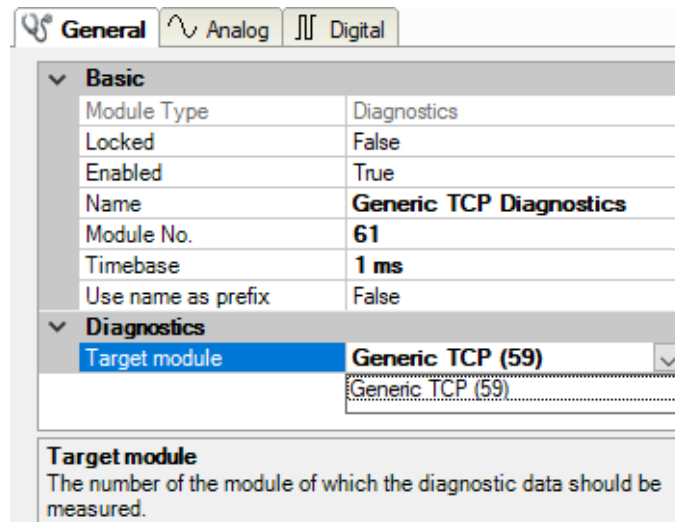 General Analog Digital
Basic
Module Type Diagnostics
Locked False
Enabled True
Name Generic TCP Diagnostics
Module No. 61
Timebase 1 ms
Use name as prefix False
Diagnostics
Target module Generic TCP (59)
Generic TCP (59)
Target module
The number of the module of which the diagnostic data should be
measured.